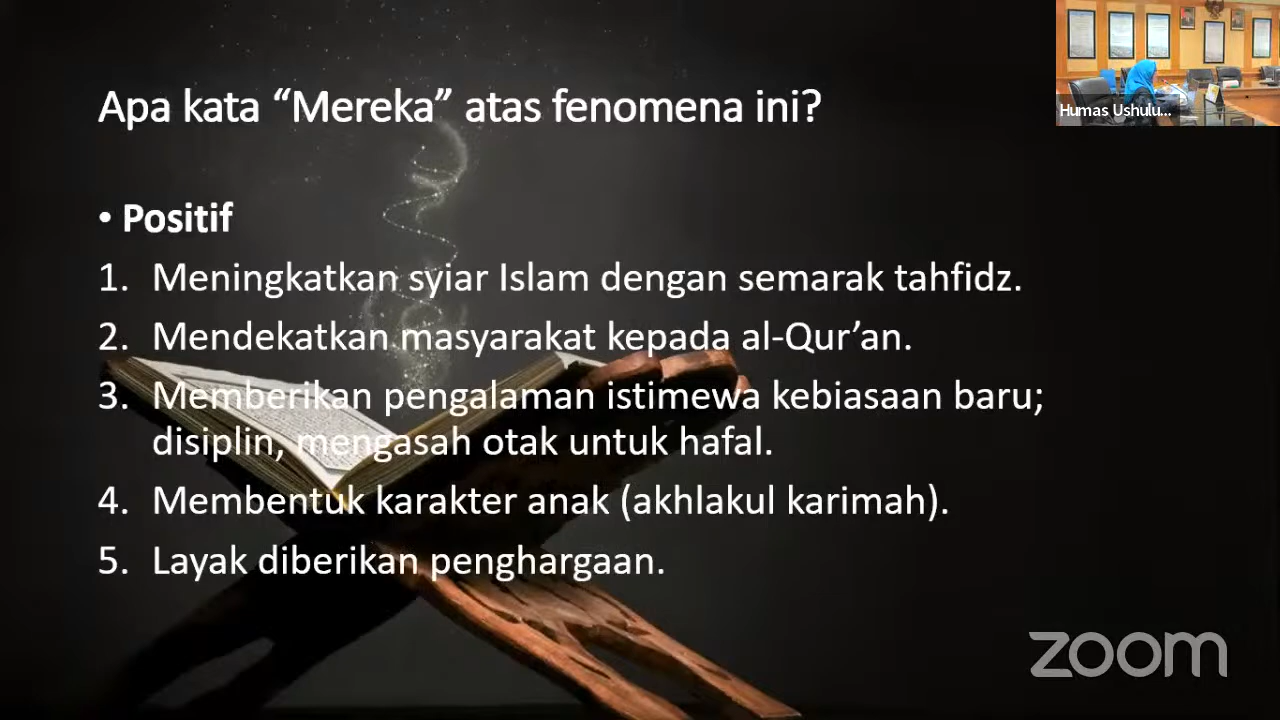 Apa kata “Mereka” atas fenomena ini?
• Positif
1. Meningkatkan syiar Islam dengan semarak tahfidz.
2. Mendekatkan masyarakat kepada al-Qur’an.
3. Memberikan pengalaman istimewa kebiasaan baru;
disiplin, mengasah otak untuk hafal.
4. Membentuk karakter anak (akhlakul karimah).
5. Layak diberikan penghargaan.
Humas Ushulu...
zoom